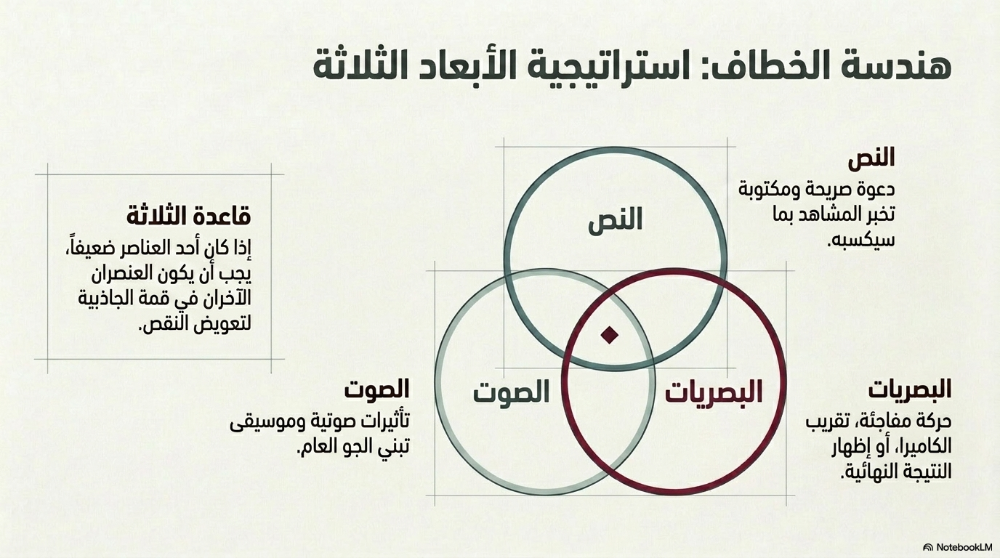 هندسة الخطاف: استراتيجية الأبعاد الثلاثة
النص
دعوة صريحة ومكتوبة
تخبر المشاهد بما
سيكسبه.
النص
قاعدة الثلاثة
إذا كان أحد العناصر ضعيفاً،
يجب أن يكون العنصران
الآخران في قمة الجاذبية
لتعويض النقص.
البصريات
حركة مفاجئة، تقريب
الكاميرا، أو إظهار
النتيجة النهائية.
البصريات
الصوت
الصوت
تأثيرات صوتية وموسيقى
تبني الجو العام.
NotebookLM